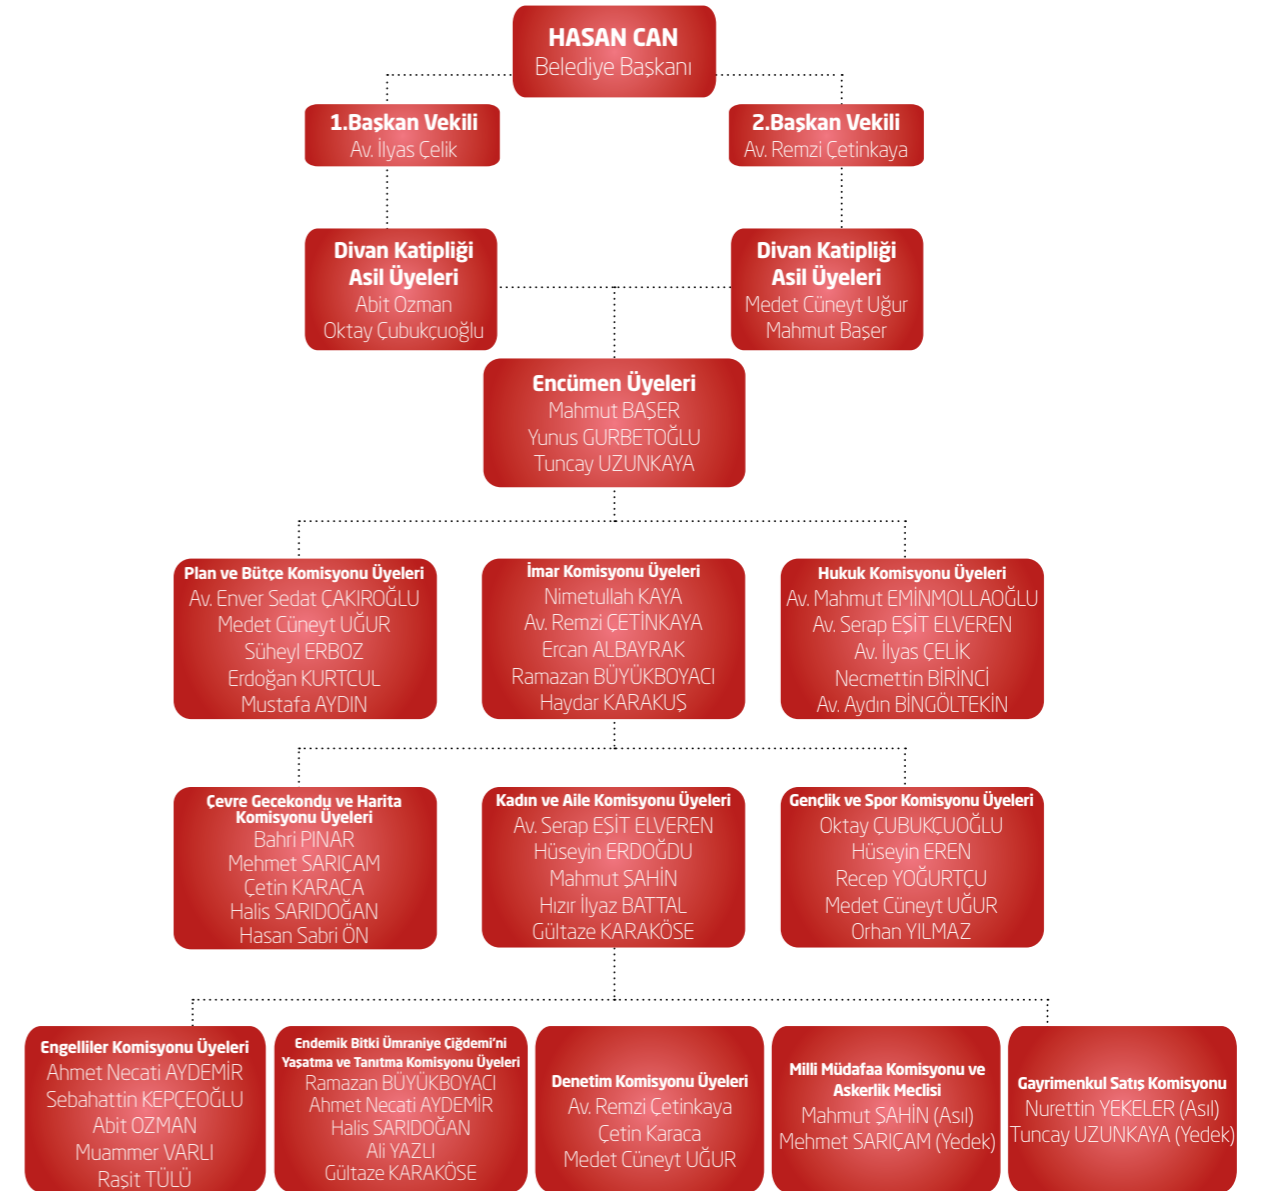 HASAN CAN
Belediye Başkanı
1.Başkan Vekili
Av. İlyas Çelik
2.Başkan Vekili
Av. Remzi Çetinkaya
Divan Katipliği
Asil Üyeleri
Abit Ozman
Oktay Çubukçuoğlu
Divan Katipliği
Asil Üyeleri
Medet Cüneyt Uğur
Mahmut Başer
Encümen Üyeleri
Mahmut BAŞER
Yunus GURBETOĞLU
Tuncay UZUNKAYA
Plan ve Bütçe Komisyonu Üyeleri
Av. Enver Sedat ÇAKIROĞLU
Medet Cüneyt UĞUR
Süheyl ERBOZ
Erdoğan KURTCUL
Mustafa AYDIN
İmar Komisyonu Üyeleri
Nimetullah KAYA
Av. Remzi ÇETİNKAYA
Ercan ALBAYRAK
Ramazan BÜYÜKBOYACI
Haydar KARAKUŞ
Hukuk Komisyonu Üyeleri
Av. Mahmut EMİNMOLLAOĞLU
Av. Serap EŞİT ELVEREN
Av. İlyas ÇELİK
Necmettin BİRİNCİ
Av. Aydın BİNGÖLTEKİN
Çevre Gecekondu ve Harita
Komisyonu Üyeleri
Bahri PINAR
Mehmet SARIÇAM
Çetin KARACA
Halis SARIDOĞAN
Hasan Sabri ÖN
Kadın ve Aile Komisyonu Üyeleri
Av. Serap EŞİT ELVEREN
Hüseyin ERDOĞDU
Mahmut ŞAHİN
Hızır İlyaz BATTAL
Gültaze KARAKÖSE
Gençlik ve Spor Komisyonu Üyeleri
Oktay ÇUBUKÇUOĞLU
Hüseyin EREN
Recep YOĞURTÇU
Medet Cüneyt UĞUR
Orhan YILMAZ
Engelliler Komisyonu Üyeleri
Ahmet Necati AYDEMİR
Sebahattin KEPÇEOĞLU
Abit OZMAN
Muammer VARLI
Raşit TÜLÜ
Endemik Bitki Ümraniye Çiğdemi'ni
Yaşatma ve Tanıtma Komisyonu Üyeleri
Ramazan BÜYÜKBOYACI
Ahmet Necati AYDEMİR
Halis SARIDOĞAN
Ali YAZLI
Gültaze KARAKÖSE
Denetim Komisyonu Üyeleri
Av. Remzi Çetinkaya
Çetin Karaca
Medet Cüneyt UĞUR
Milli Müdafaa Komisyonu ve
Askerlik Meclisi
Mahmut ŞAHİN (Asıl)
Mehmet SARIÇAM (Yedek)
Gayrimenkul Satış Komisyonu
Nurettin YEKELER (Asıl)
Tuncay UZUNKAYA (Yedek)